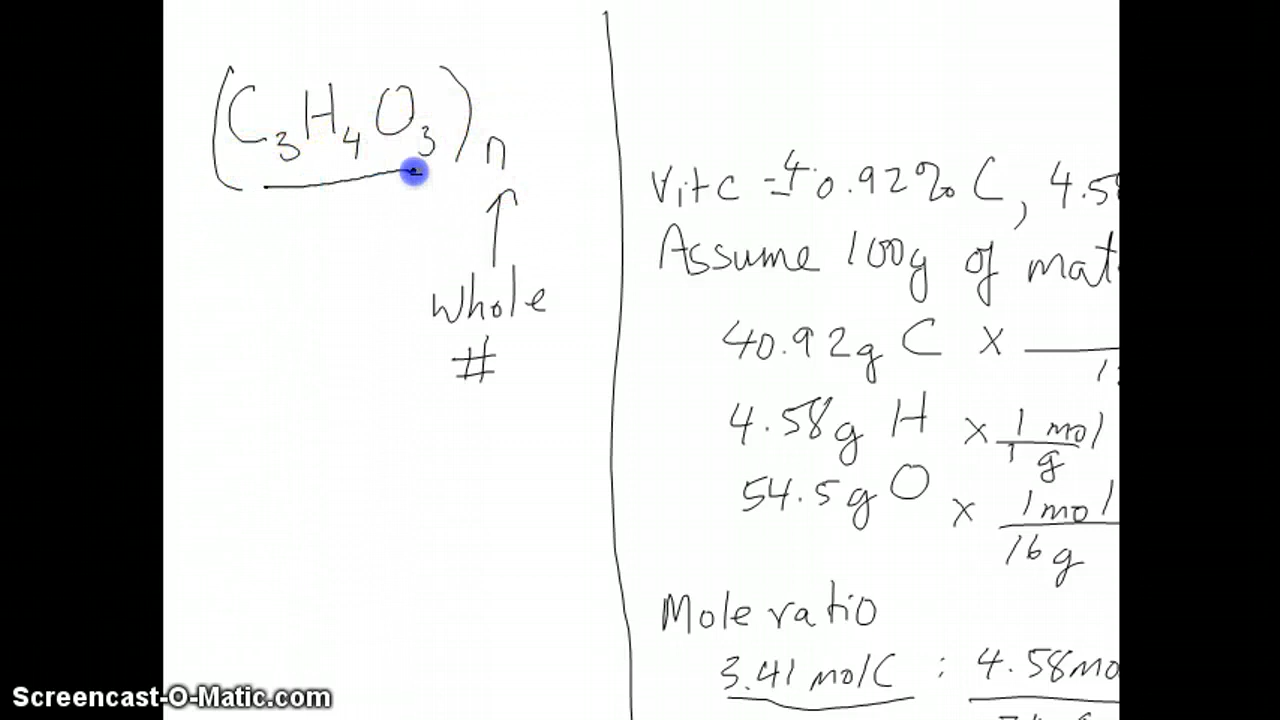 (C3H4O3)n
whole
#
Vit C = 40.92% C, 4.5
Assume 100g of mat
40.92g C x
1
4.58g H x 1 mol
1 g
54.5g O x 1 mol
16 g
Mole ratio
3.41 mol C : 4.58 mo
Screencast-O-Matic.com